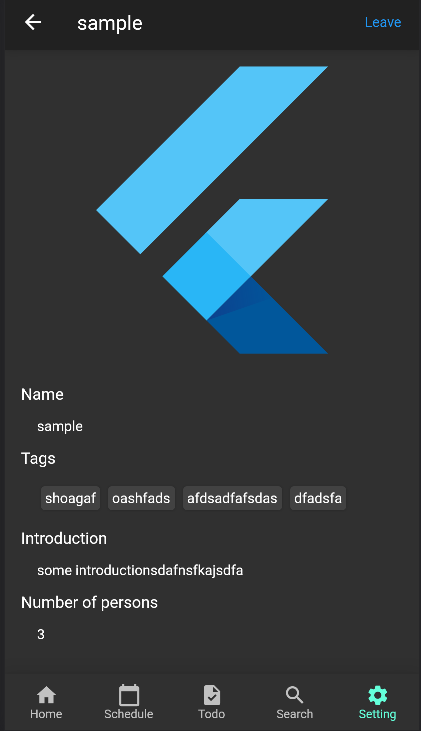 sample Leave
Name
sample
Tags
shoagaf oashfads afdsadfafsdas dfadsfa
Introduction
some introductionsdafnsfkajsdfa
Number of persons
3
Home Schedule Todo Search Setting